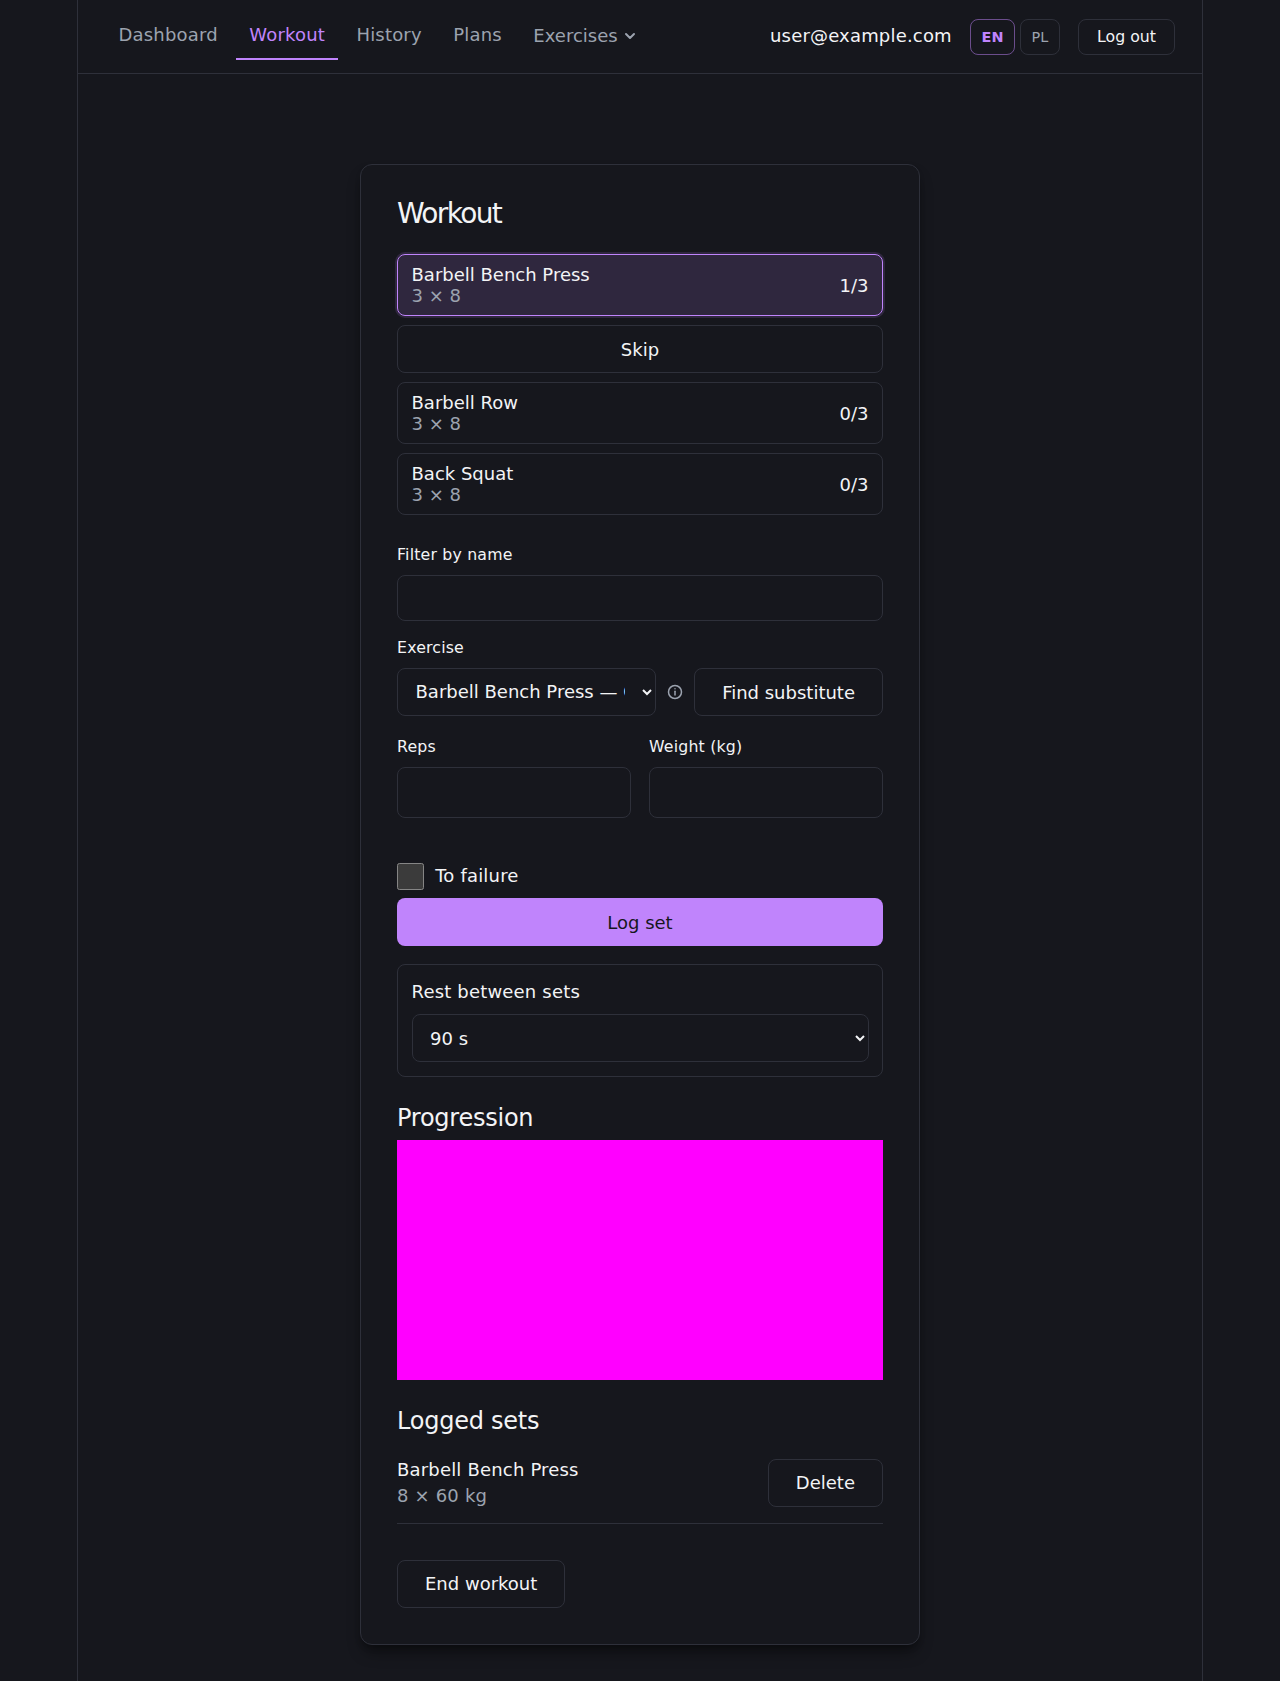 Dashboard Workout History Plans Exercises user@example.com EN PL Log out
Workout
Barbell Bench Press
3 × 8
1/3
Skip
Barbell Row
3 × 8
0/3
Back Squat
3 × 8
0/3
Filter by name
Exercise
Barbell Bench Press — Find substitute
Reps Weight (kg)
To failure
Log set
Rest between sets
90 s
Progression
Logged sets
Barbell Bench Press
8 × 60 kg
Delete
End workout